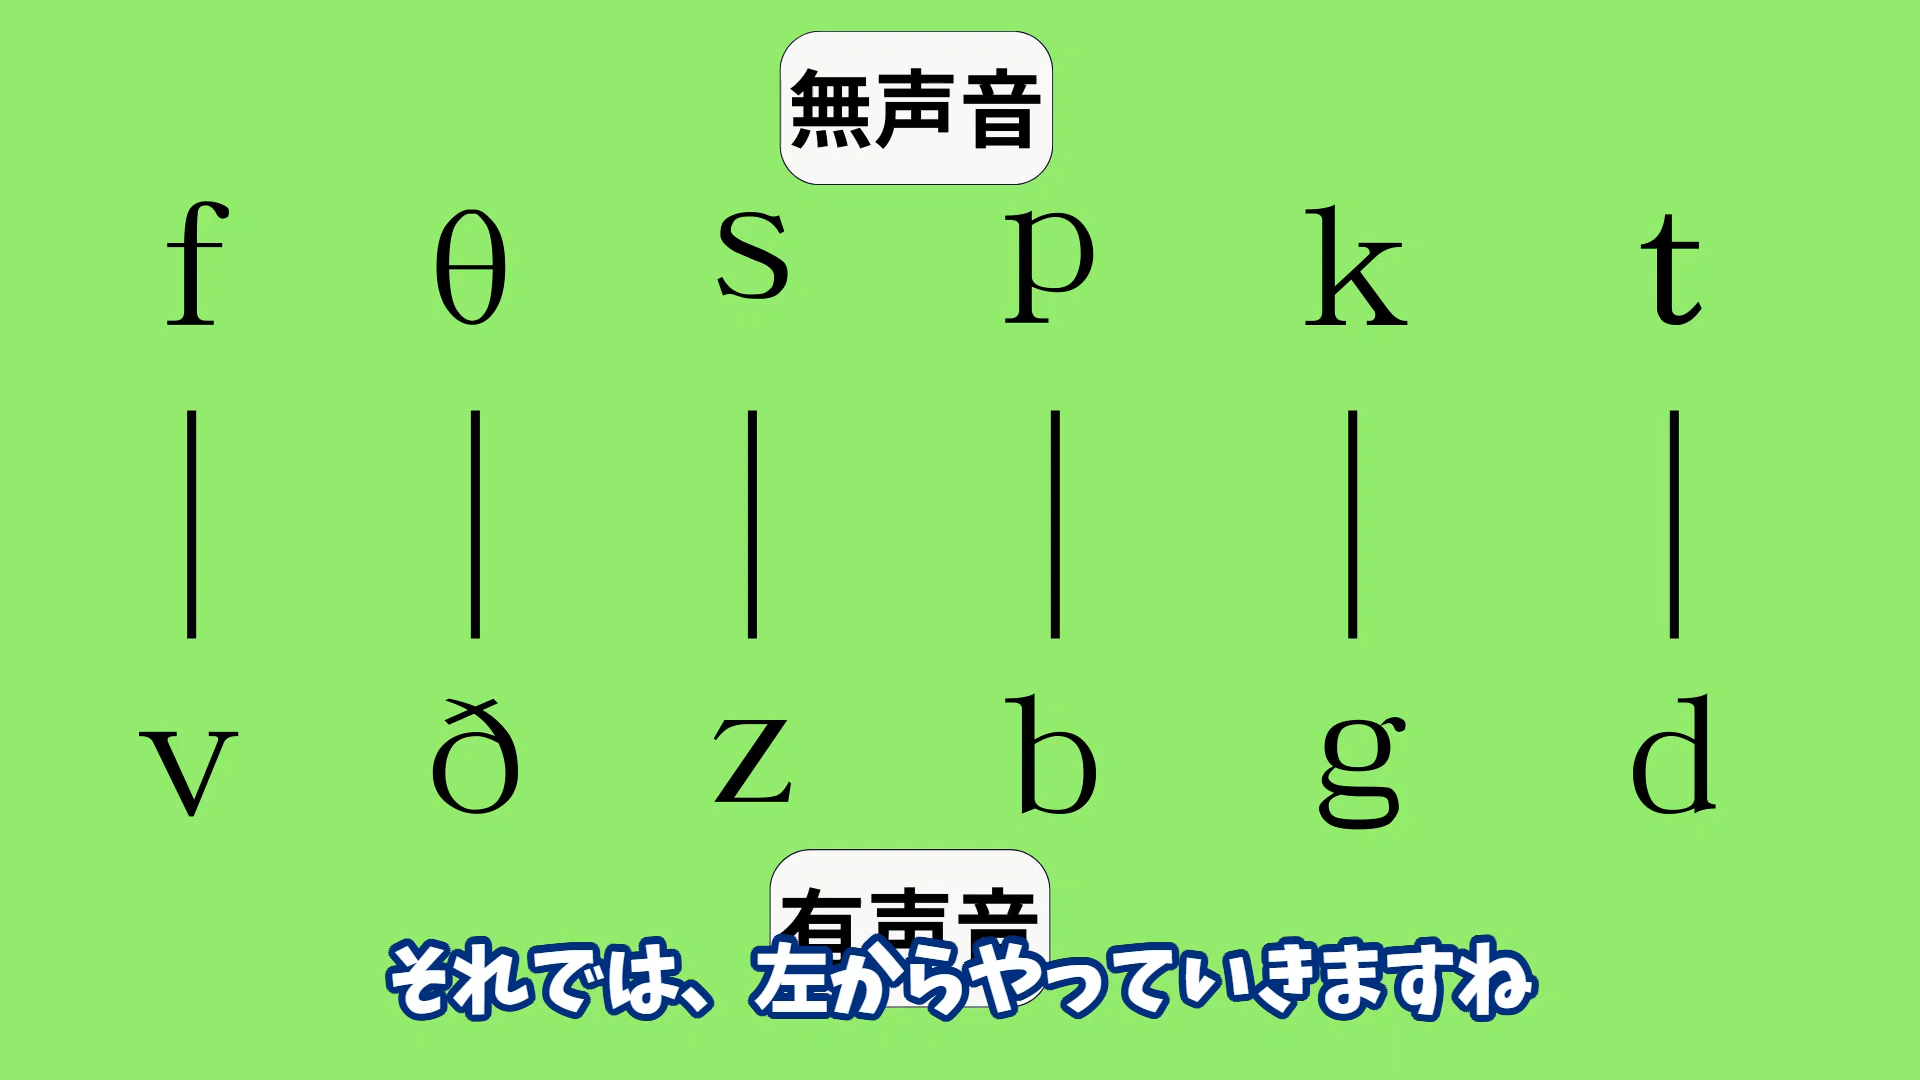 無声音
f θ s p k t
v ð z b g d
有声音
それでは、左からやっていきますね